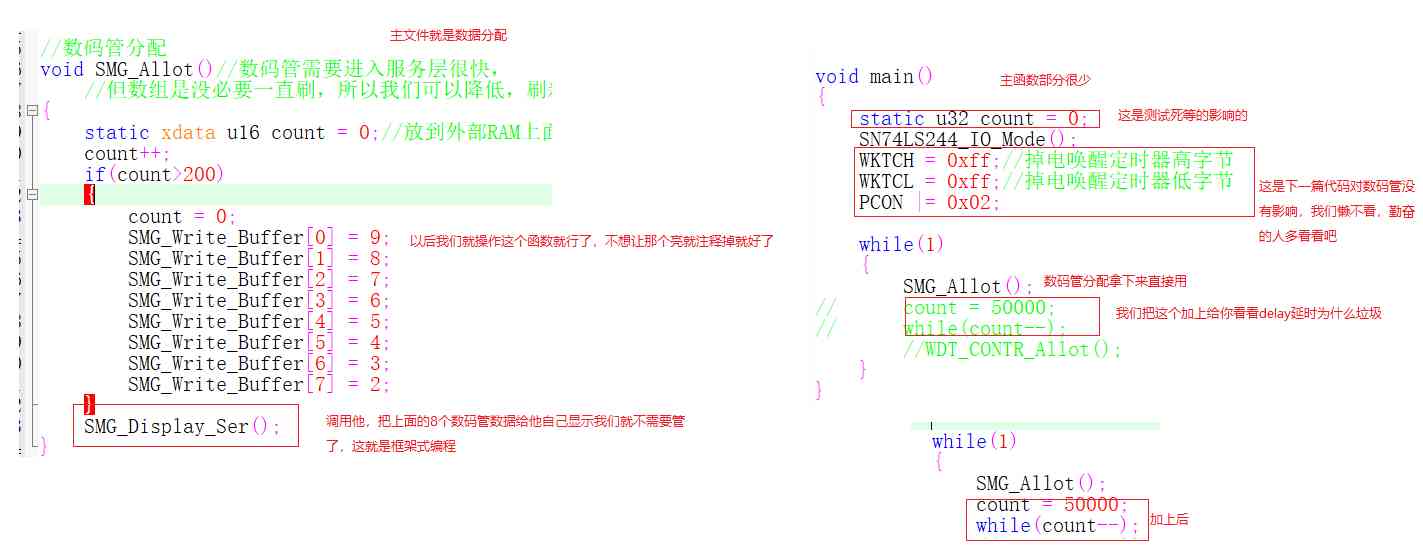 主文件就是数据分配
//数码管分配
void SMG_Allot()//数码管需要进入服务层很快，
//但数组是没必要一直刷，所以我们可以降低，刷
{
static xdata u16 count = 0;//放到外部RAM上面
count++;
if(count>200)
{
count = 0;
SMG_Write_Buffer[0] = 9;
以后我们就操作这个函数就行了，不想让那个亮就注释掉就好了
SMG_Write_Buffer[1] = 8;
SMG_Write_Buffer[2] = 7;
SMG_Write_Buffer[3] = 6;
SMG_Write_Buffer[4] = 5;
SMG_Write_Buffer[5] = 4;
SMG_Write_Buffer[6] = 3;
SMG_Write_Buffer[7] = 2;
}
SMG_Display_Ser();
调用他，把上面的8个数码管数据给他自己显示我们就不需要管
了，这就是框架式编程
}
void main()
主函数部分很少
{
static u32 count = 0;
这是测试死等的影响的
SN74LS244_IO_Mode();
WKTCH = 0xff;//掉电唤醒定时器高字节
WKTCL = 0xff;//掉电唤醒定时器低字节
PCON |= 0x02;
这是下一篇代码对数码管没
有影响，我们懒不看，勤奋
的人多看看吧
while(1)
{
SMG_Allot();
数码管分配拿下来直接用
// count = 50000;
// while(count--);
我们把这个加上给你看看delay延时为什么垃圾
//WDT_CONTR_Allot();
}
}
while(1)
{
SMG_Allot();
count = 50000;
while(count--);
加上后